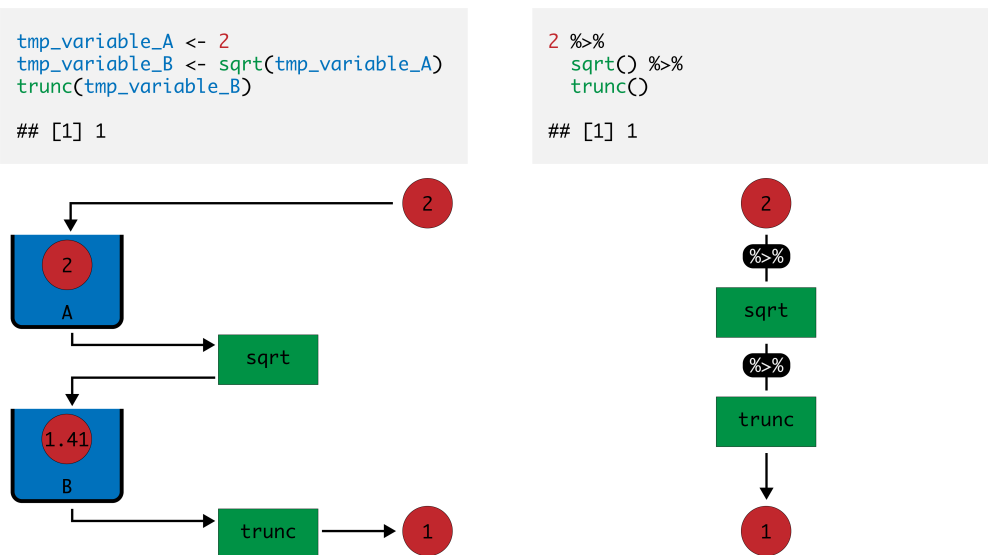 tmp_variable_A <- 2
tmp_variable_B <- sqrt(tmp_variable_A)
trunc(tmp_variable_B)
## [1] 1
2
2
A
sqrt
1.41
B
trunc
1
2 %>%
  sqrt() %>%
  trunc()
## [1] 1
2
%>%
sqrt
%>%
trunc
1